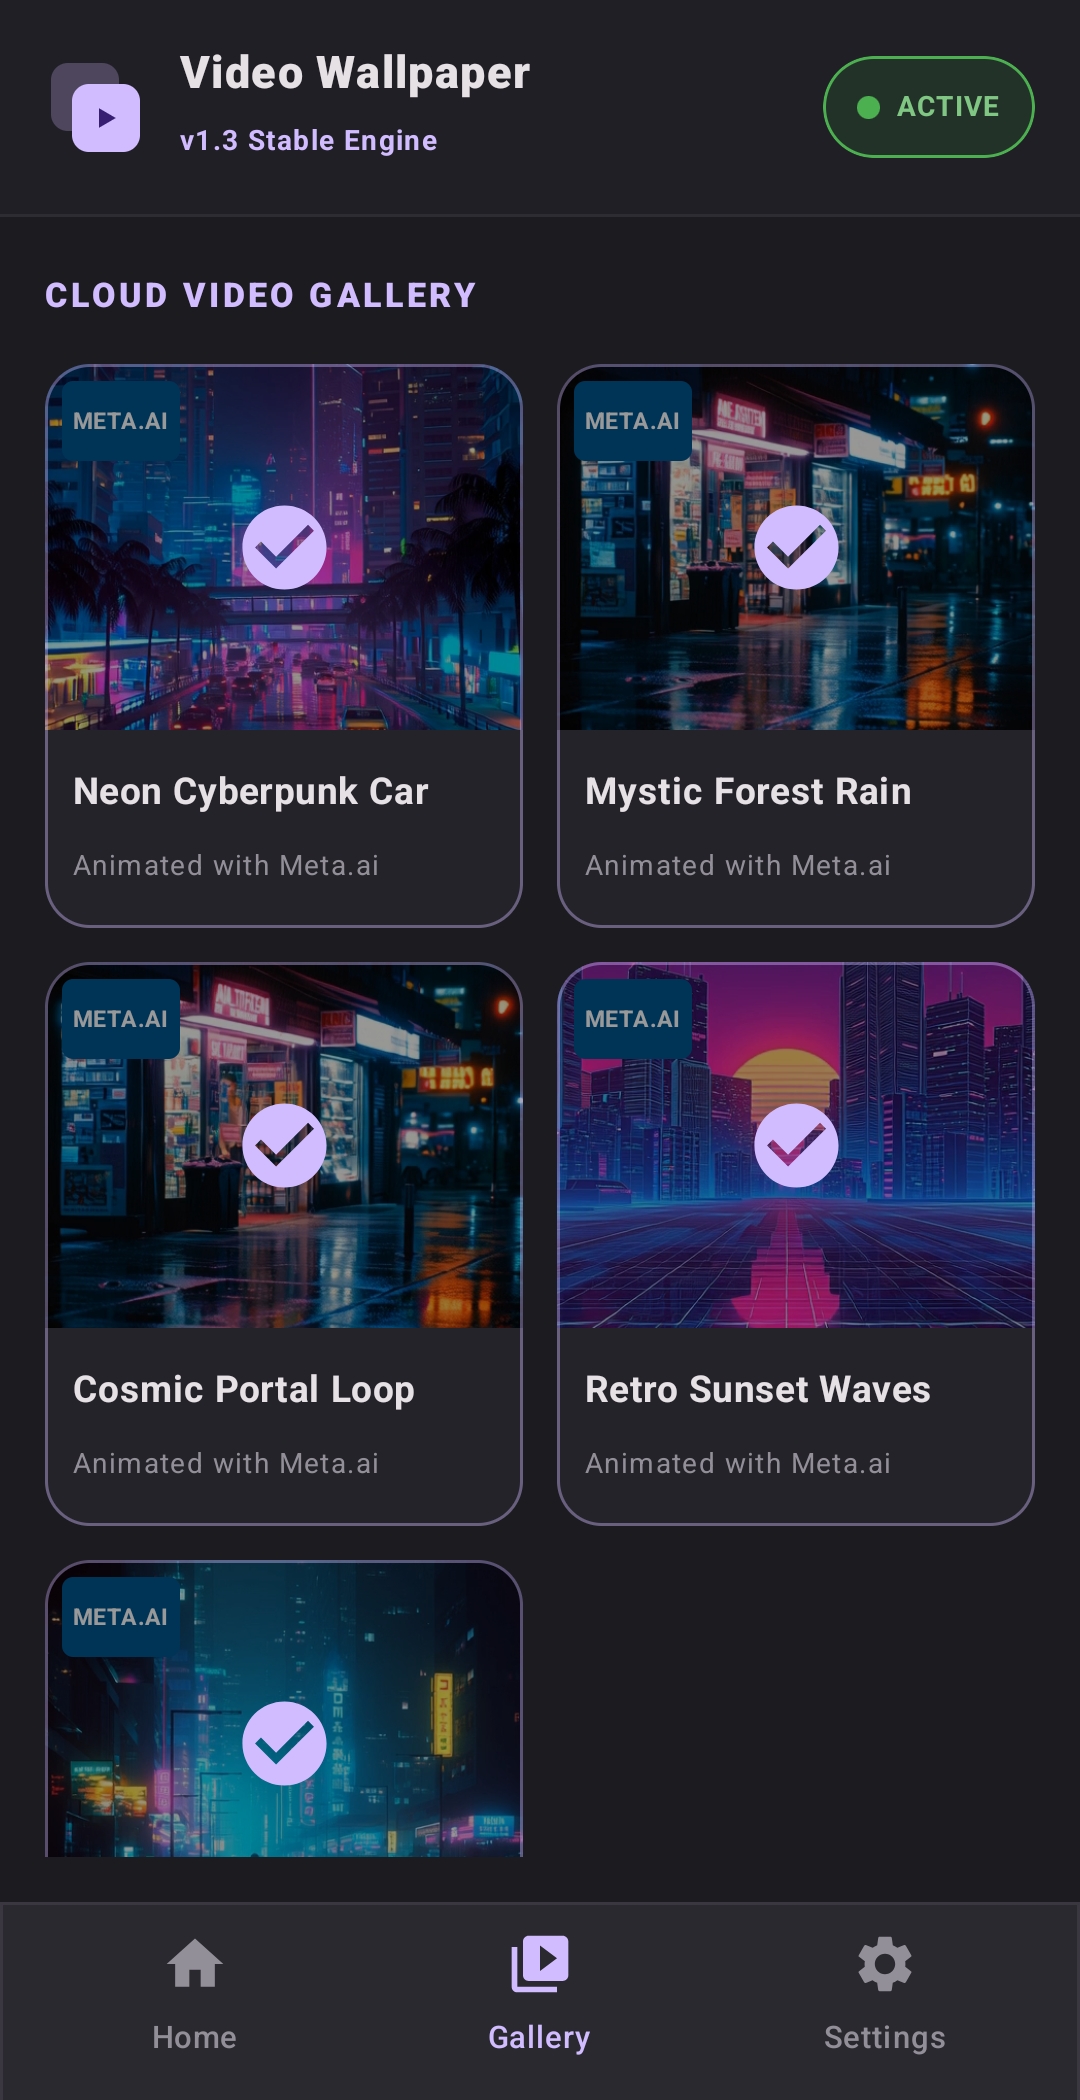 Video Wallpaper
v1.3 Stable Engine
ACTIVE
CLOUD VIDEO GALLERY
META.AI
META.AI
Neon Cyberpunk Car
Mystic Forest Rain
Animated with Meta.ai
Animated with Meta.ai
META.AI
META.AI
Cosmic Portal Loop
Retro Sunset Waves
Animated with Meta.ai
Animated with Meta.ai
META.AI
Home
Gallery
Settings